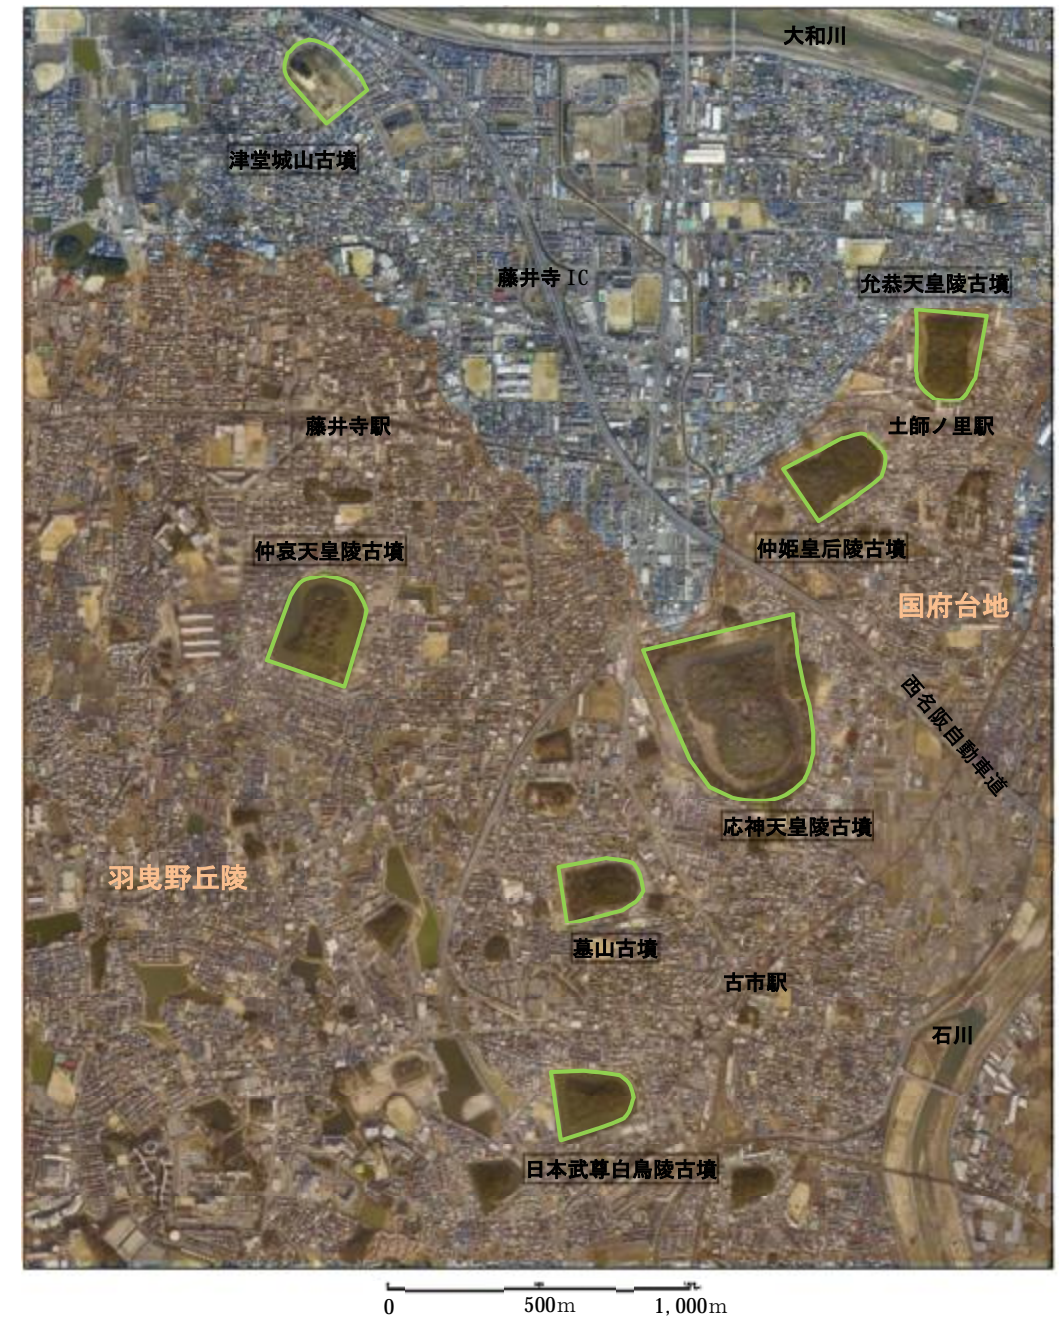 大和川
津堂城山古墳
藤井寺 IC
允恭天皇陵古墳
藤井寺駅
土師ノ里駅
仲哀天皇陵古墳
仲姫皇后陵古墳
国府台地
西名阪自動車道
応神天皇陵古墳
羽曳野丘陵
墓山古墳
古市駅
石川
日本武尊白鳥陵古墳
0 500m 1,000m